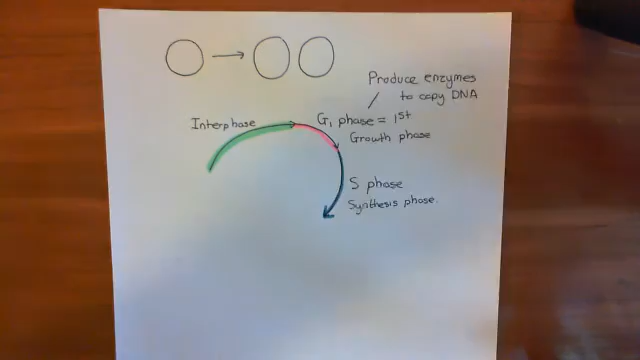 Produce enzymes
to copy DNA
Interphase
G₁ phase = 1st
Growth phase
S phase
Synthesis phase.